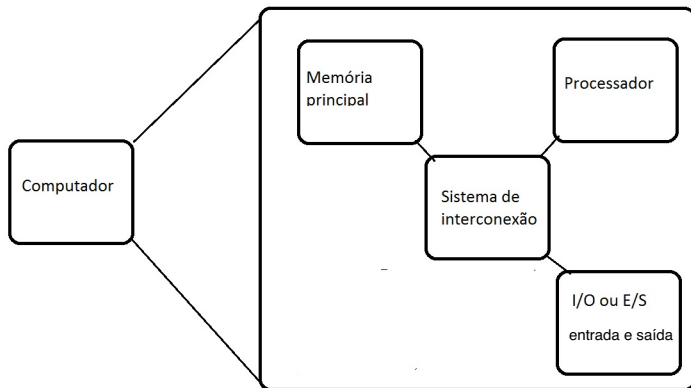 Computador
Memória
principal
Processador
Sistema de
interconexão
I/O ou E/S
entrada e saída